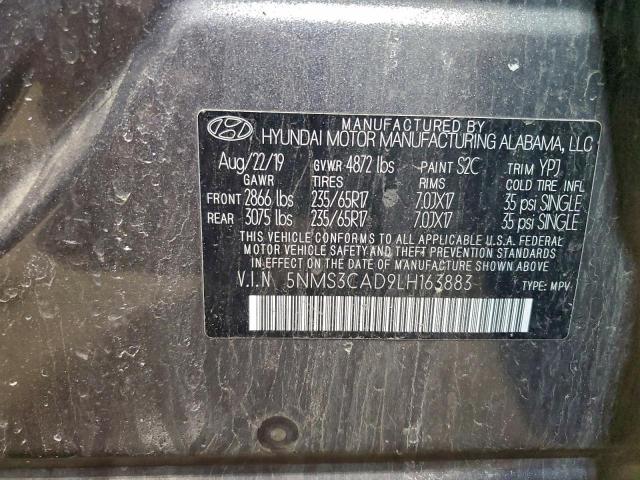 MANUFACTURED BY
HYUNDAI MOTOR MANUFACTURING ALABAMA, LLC
Aug/22/19 GVWR 4872 lbs PAINT S2C TRIM YPJ
GAWR TIRES RIMS COLD TIRE INFL
FRONT 2866 lbs 235/65R17 7.0JX17 35 psi SINGLE
REAR 3075 lbs 235/65R17 7.0JX17 35 psi SINGLE
THIS VEHICLE CONFORMS TO ALL APPLICABLE U.S.A. FEDERAL
MOTOR VEHICLE SAFETY, BUMPER, AND THEFT PREVENTION STANDARDS
IN EFFECT ON THE DATE OF MANUFACTURE SHOWN ABOVE.
V.I.N 5NMS3CAD9LH163883 TYPE: MPV